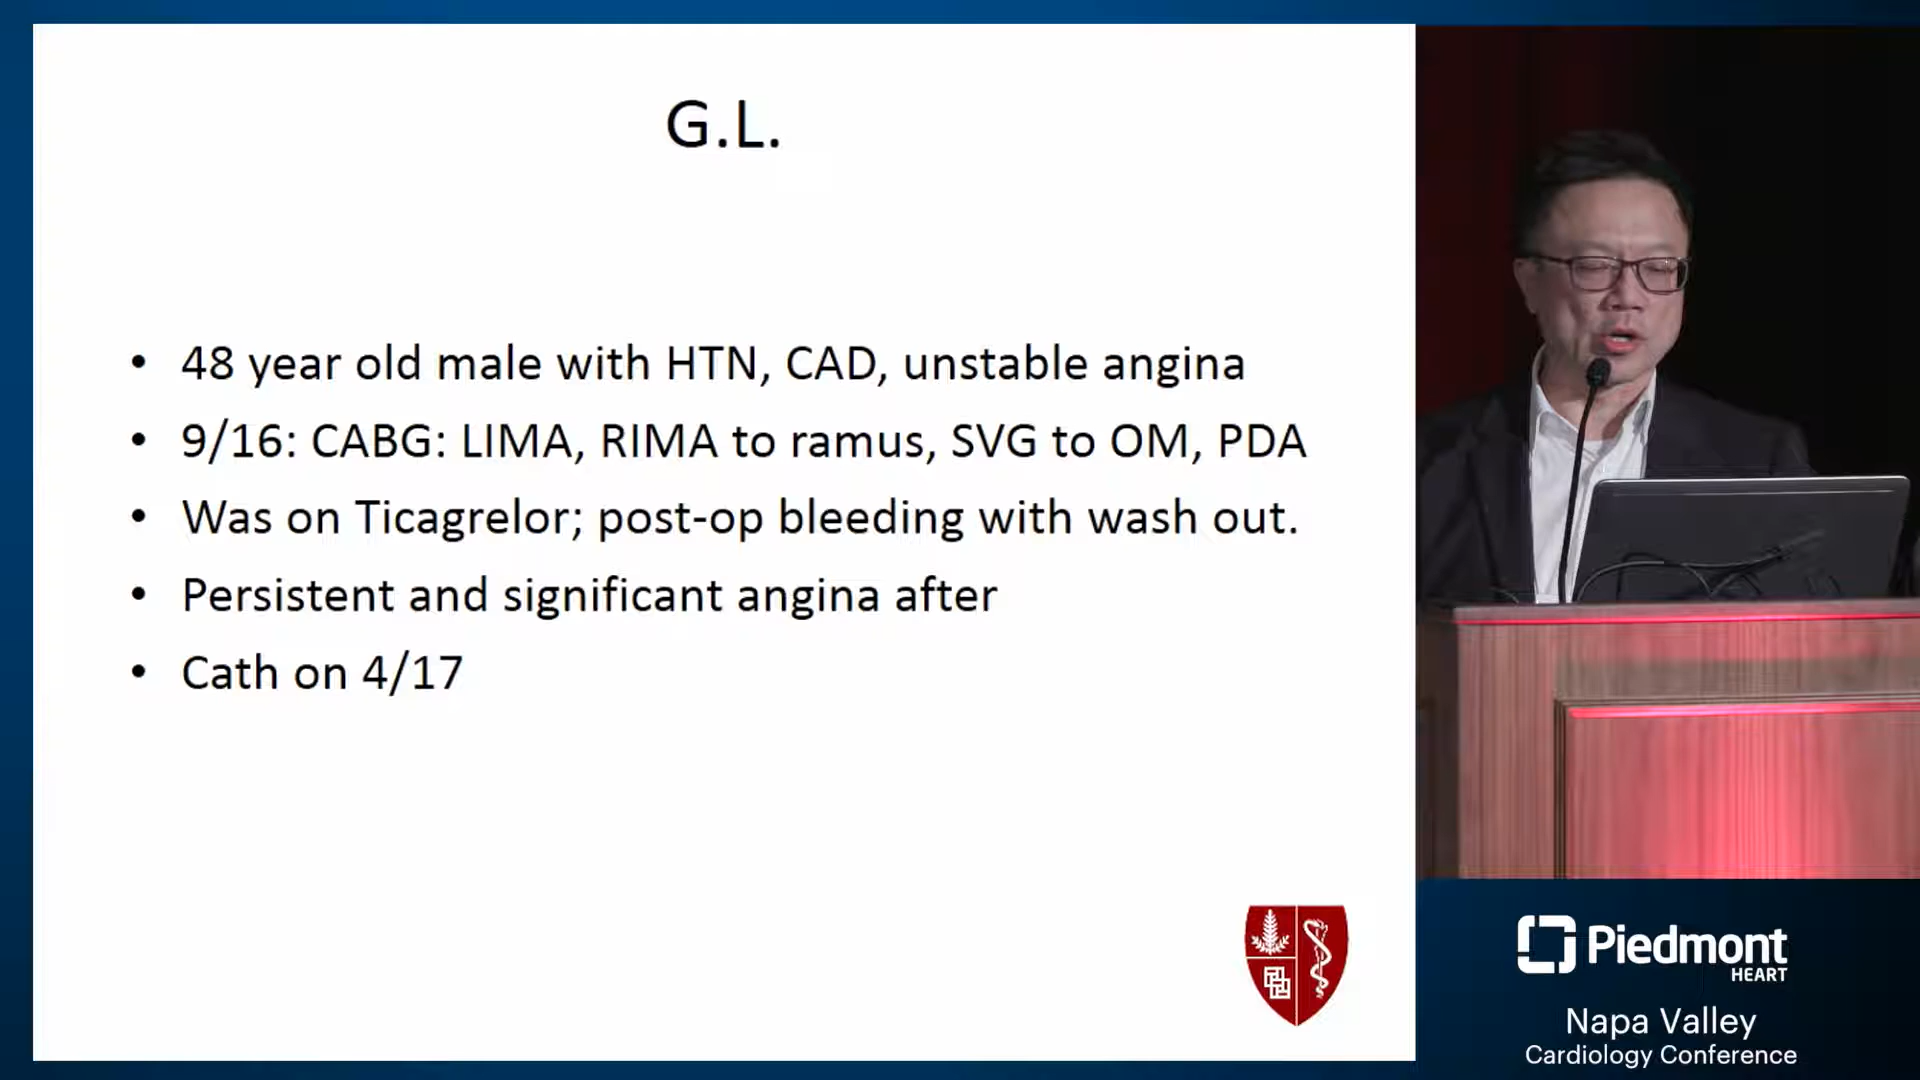 G.L.
• 48 year old male with HTN, CAD, unstable angina
• 9/16: CABG: LIMA, RIMA to ramus, SVG to OM, PDA
• Was on Ticagrelor; post-op bleeding with wash out.
• Persistent and significant angina after
• Cath on 4/17
Piedmont
HEART
Napa Valley
Cardiology Conference